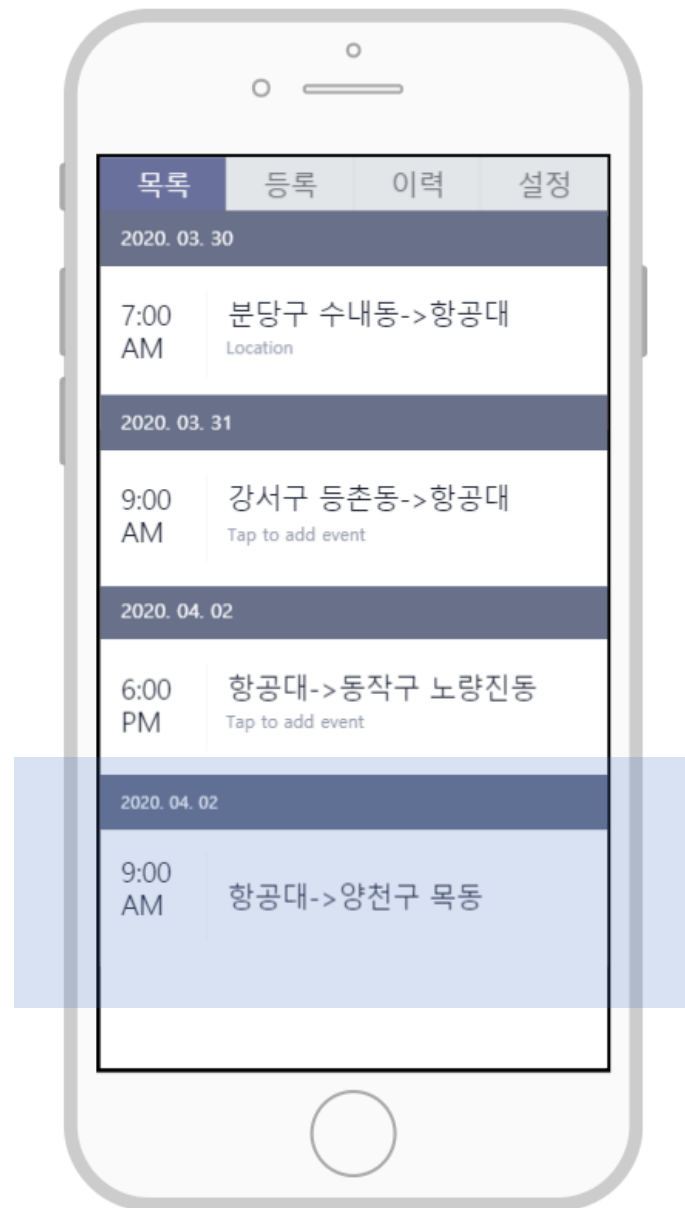 목록 등록 이력 설정
2020. 03. 30
7:00 AM
분당구 수내동->항공대
Location
2020. 03. 31
9:00 AM
강서구 등촌동->항공대
Tap to add event
2020. 04. 02
6:00 PM
항공대->동작구 노량진동
Tap to add event
2020. 04. 02
9:00 AM
항공대->양천구 목동